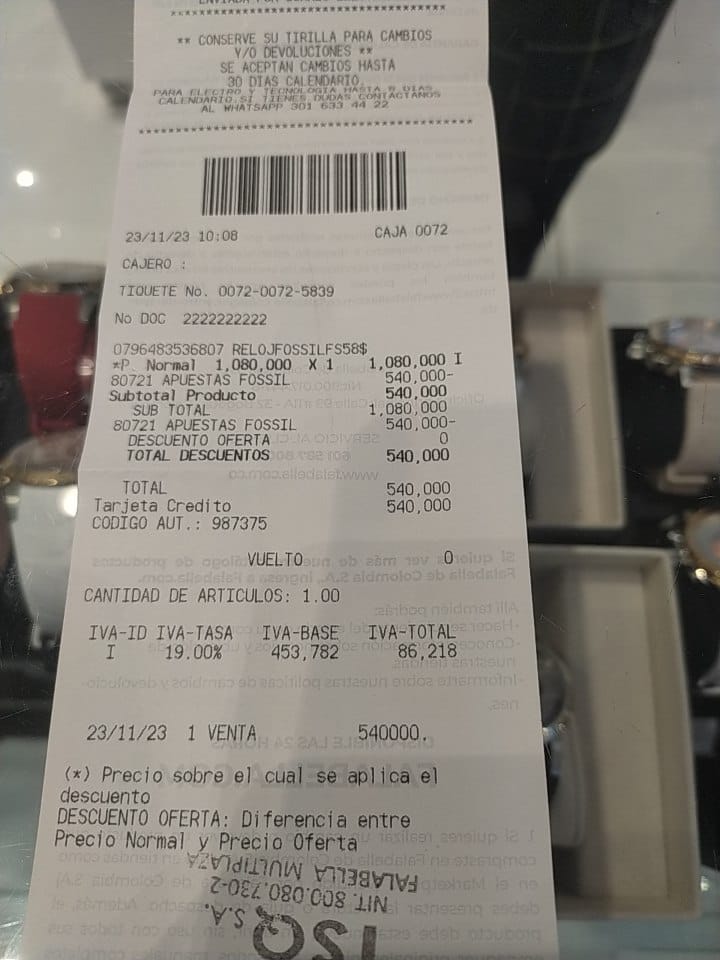 ** CONSERVE SU TIRILLA PARA CAMBIOS
Y/O DEVOLUCIONES **
SE ACEPTAN CAMBIOS HASTA
30 DIAS CALENDARIO.
PARA ELECTRO Y TECNOLOGIA HASTA 8 DIAS
CALENDARIO.SI TIENES DUDAS CONTACTANOS
AL WHATSAPP 301 633 44 22
****************************************
23/11/23 10:08 CAJA 0072
CAJERO :
TIQUETE No. 0072-0072-5839
No DOC 2222222222
0796483536807 RELOJFOSSILFS58$
*P. Normal 1,080,000 X 1 1,080,000 I
80721 APUESTAS FOSSIL 540,000-
Subtotal Producto 540,000
SUB TOTAL 1,080,000
80721 APUESTAS FOSSIL 540,000-
DESCUENTO OFERTA 0
TOTAL DESCUENTOS 540,000
TOTAL 540,000
Tarjeta Credito 540,000
CODIGO AUT.: 987375
VUELTO 0
CANTIDAD DE ARTICULOS: 1.00
IVA-ID IVA-TASA IVA-BASE IVA-TOTAL
I 19.00% 453,782 86,218
23/11/23 1 VENTA 540000.
(*) Precio sobre el cual se aplica el
descuento
DESCUENTO OFERTA: Diferencia entre
Precio Normal y Precio Oferta
FALABELLA MULTIPLAZA
NIT. 800.080.730-2
S.A.